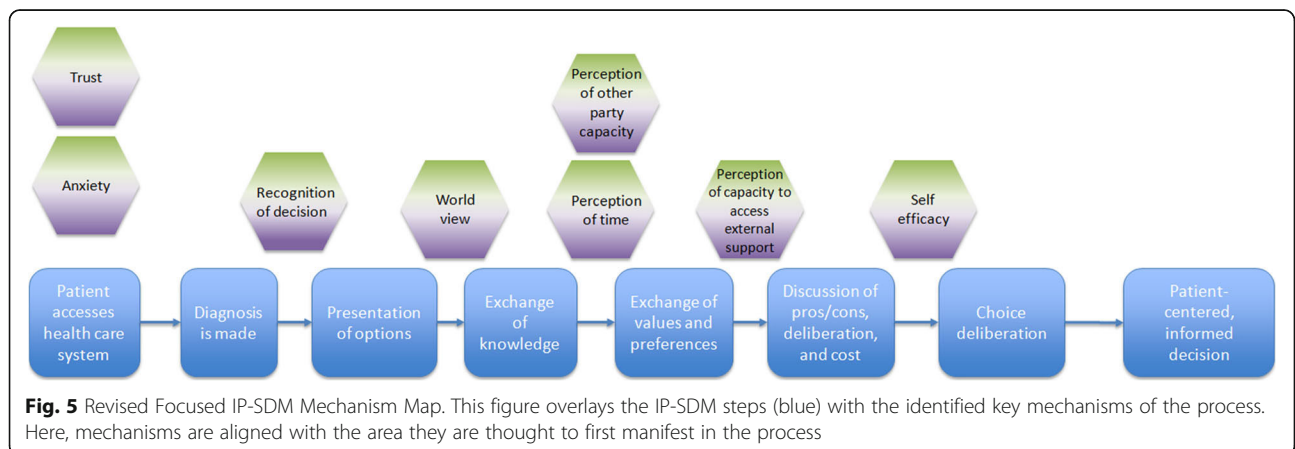 Trust
Anxiety
Recognition
of decision
World
view
Perception
of other
party
capacity
Perception
of time
Perception
of capacity to
access
external
support
Self
efficacy
Patient
accesses
health care
system
Diagnosis
is made
Presentation
of options
Exchange
of
knowledge
Exchange of
values and
preferences
Discussion of
pros/cons,
deliberation,
and cost
Choice
deliberation
Patient-
centered,
informed
decision
Fig. 5 Revised Focused IP-SDM Mechanism Map. This figure overlays the IP-SDM steps (blue) with the identified key mechanisms of the process.
Here, mechanisms are aligned with the area they are thought to first manifest in the process